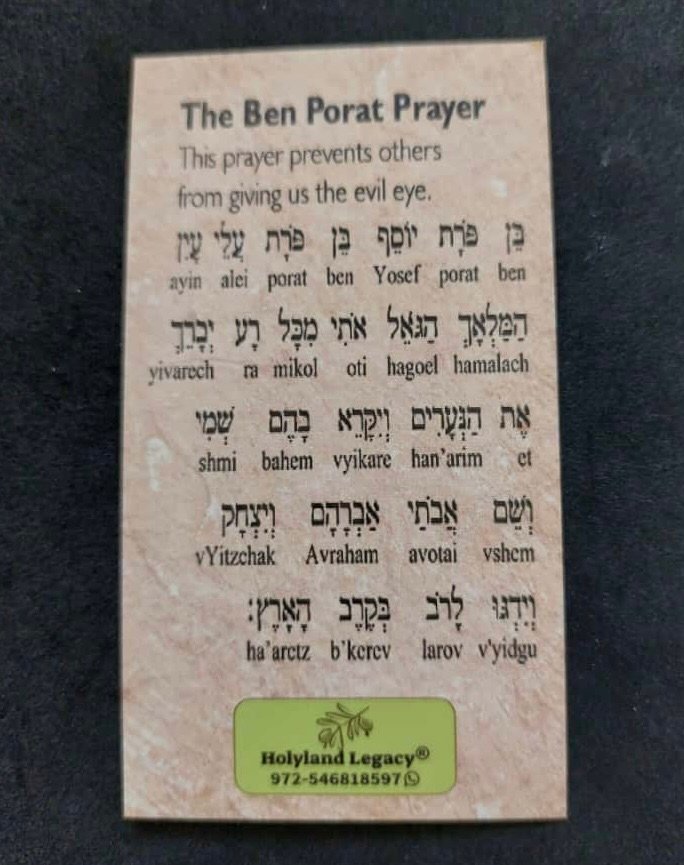 The Ben Porat Prayer
This prayer prevents others
from giving us the evil eye.
בֵּן פֹּרָת יוֹסֵף בֵּן פֹּרָת עֲלֵי עָיִן
ayin alei porat ben Yosef porat ben
הַמַּלְאָךְ הַגֹּאֵל אֹתִי מִכָּל רָע יְבָרֵךְ
yivarech ra mikol oti hagoel hamalach
אֶת הַנְּעָרִים וְיִקָּרֵא בָהֶם שְׁמִי
shmi bahem vyikare han'arim et
וְשֵׁם אֲבֹתַי אַבְרָהָם וְיִצְחָק
vYitzchak Avraham avotai vshem
וְיִדְגּוּ לָרֹב בְּקֶרֶב הָאָרֶץ:
ha'aretz b'kerev larov v'yidgu
Holyland Legacy®
972-546818597